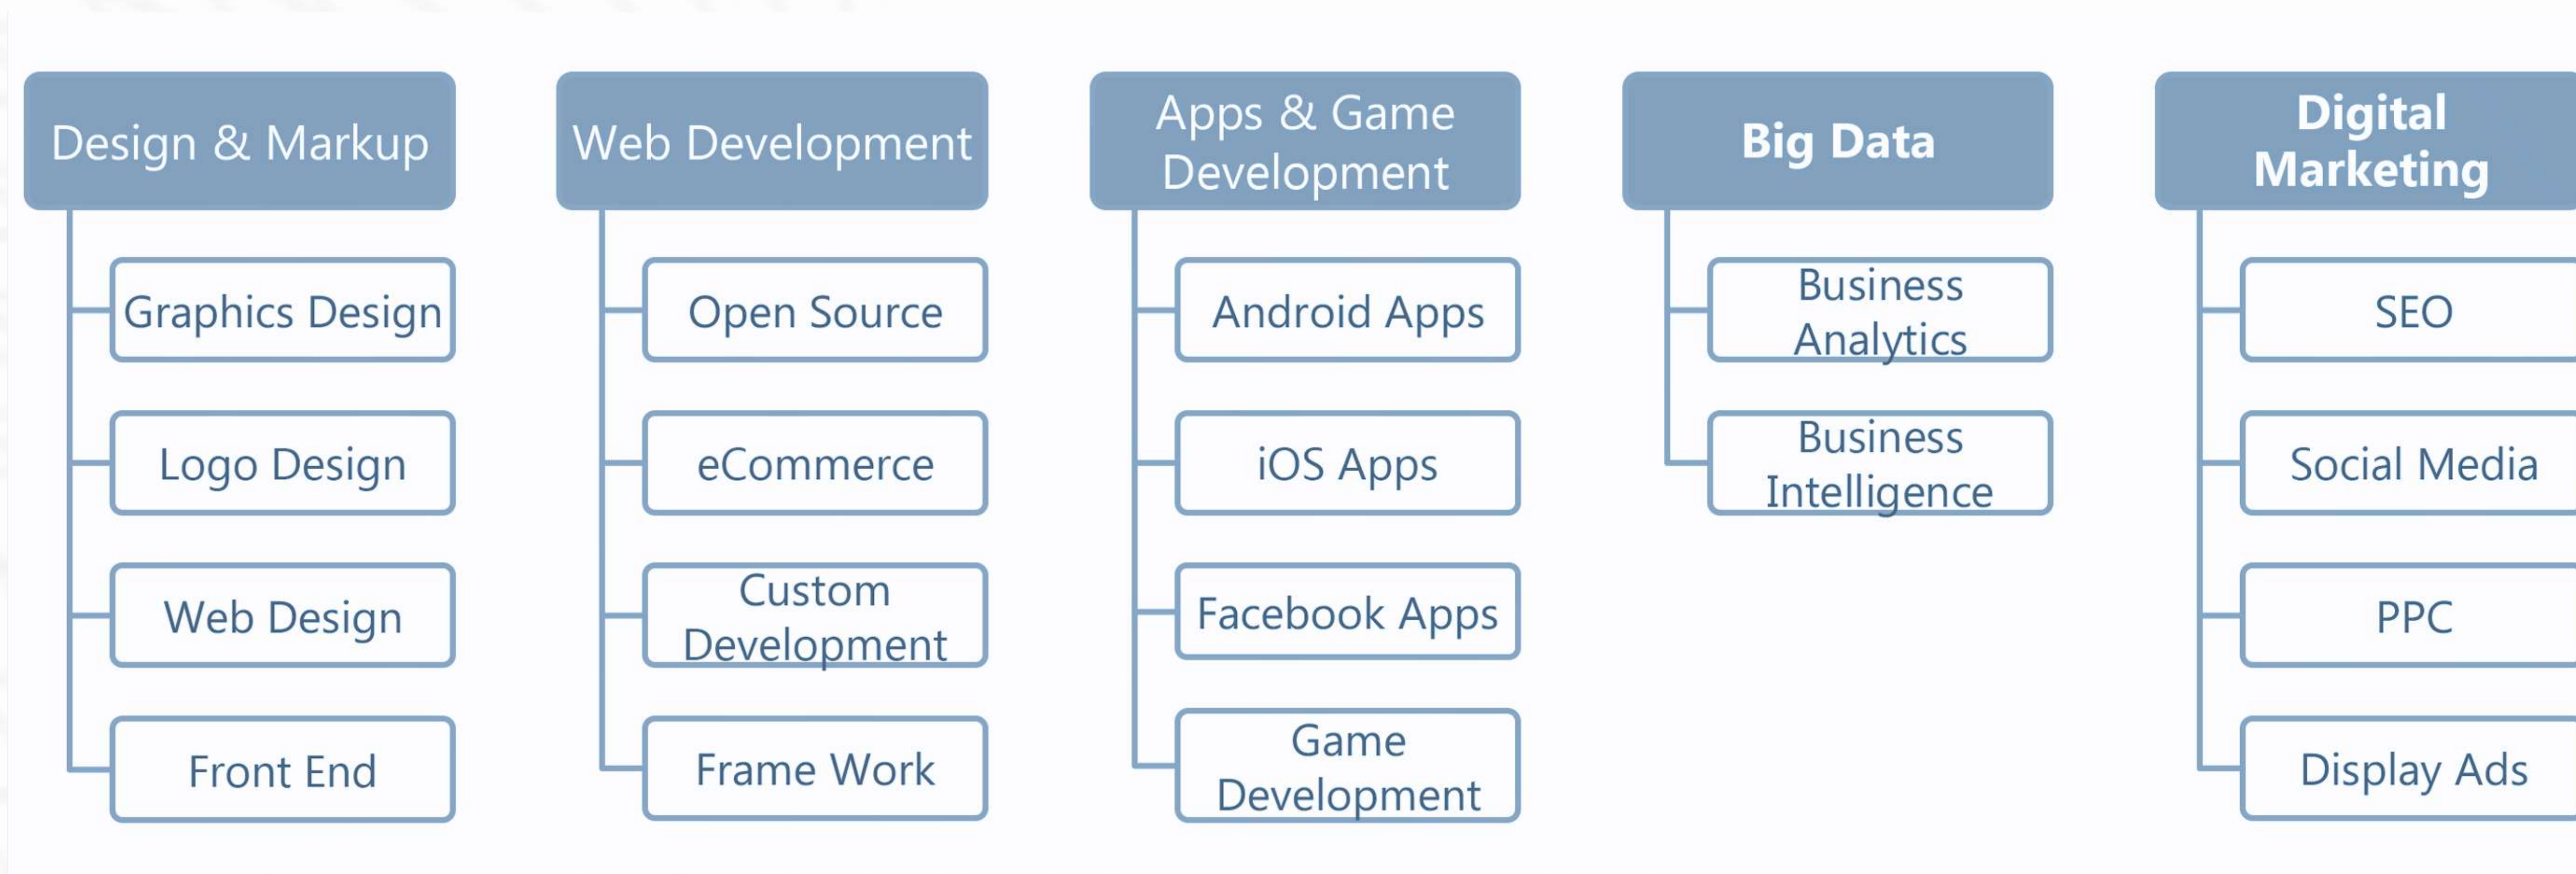 Design & Markup
Graphics Design
Logo Design
Web Design
Front End
Web Development
Open Source
eCommerce
Custom
Development
Frame Work
Apps & Game
Development
Android Apps
iOS Apps
Facebook Apps
Game
Development
Big Data
Business
Analytics
Business
Intelligence
Digital
Marketing
SEO
Social Media
PPC
Display Ads